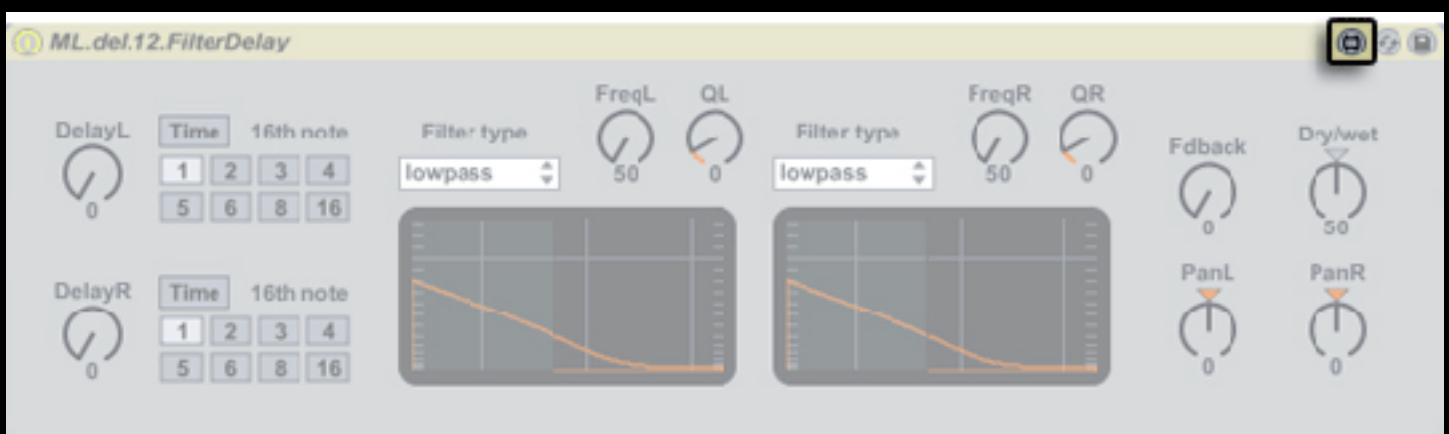 ML.del.12.FilterDelay
DelayL
0
Time 16th note
1 2 3 4
5 6 8 16
Filter type
lowpass
FreqL
50
QL
0
Filter type
lowpass
FreqR
50
QR
0
Fdback
0
Dry/wet
50
DelayR
0
Time 16th note
1 2 3 4
5 6 8 16
PanL
0
PanR
0